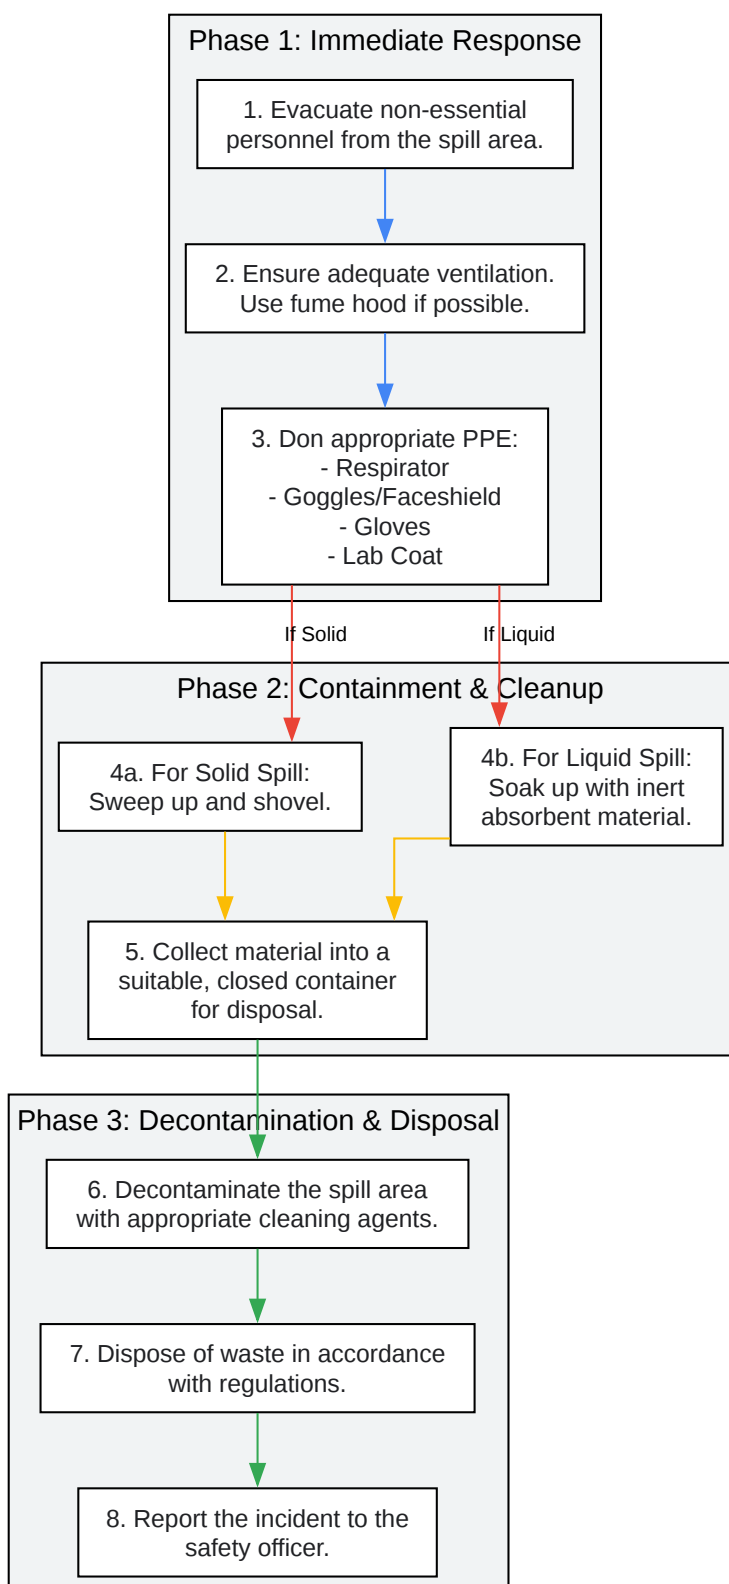 Phase 1: Immediate Response
1. Evacuate non-essential
personnel from the spill area.
2. Ensure adequate ventilation.
Use fume hood if possible.
3. Don appropriate PPE:
- Respirator
- Goggles/Faceshield
- Gloves
- Lab Coat
If Solid
If Liquid
Phase 2: Containment & Cleanup
4a. For Solid Spill:
Sweep up and shovel.
4b. For Liquid Spill:
Soak up with inert
absorbent material.
5. Collect material into a
suitable, closed container
for disposal.
Phase 3: Decontamination & Disposal
6. Decontaminate the spill area
with appropriate cleaning agents.
7. Dispose of waste in accordance
with regulations.
8. Report the incident to the
safety officer.